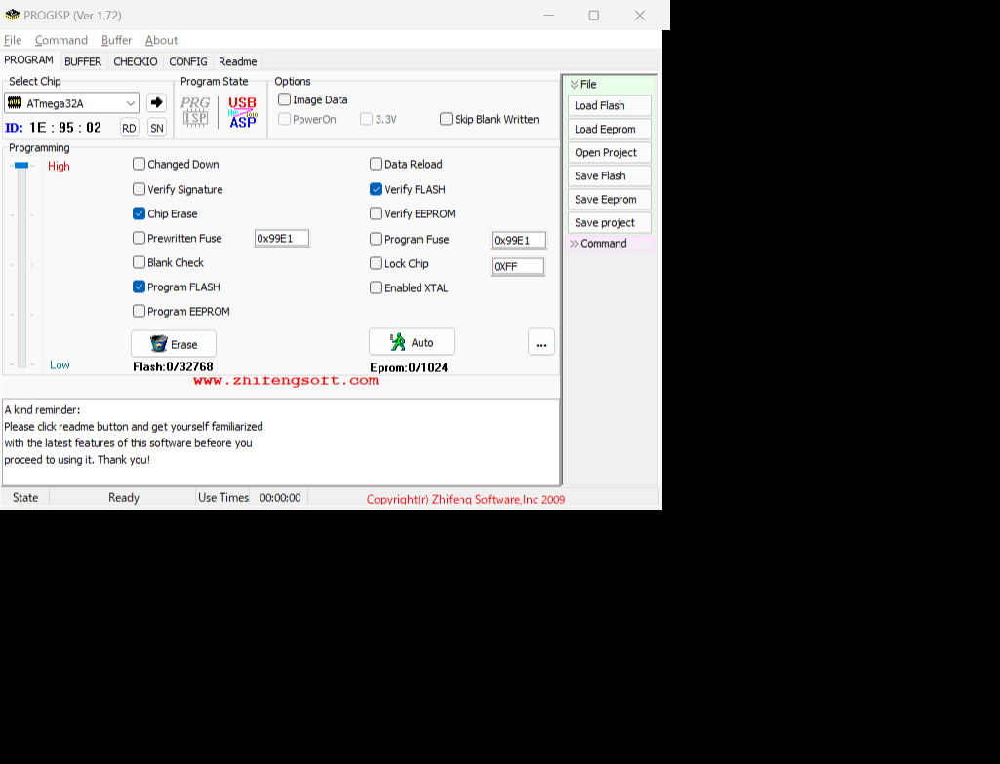 PROGISP (Ver 1.72)
File Command Buffer About
PROGRAM BUFFER CHECKIO CONFIG Readme
Select Chip Program State Options
ATmega32A
PRG ISP
USB ASP
Image Data
PowerOn 3.3V Skip Blank Written
ID: 1E : 95 : 02 RD SN
Programming
High
Low
Changed Down
Verify Signature
Chip Erase
Prewritten Fuse 0x99E1
Blank Check
Program FLASH
Program EEPROM
Erase
Flash:0/32768
Data Reload
Verify FLASH
Verify EEPROM
Program Fuse 0x99E1
Lock Chip 0XFF
Enabled XTAL
Auto ...
Eprom:0/1024
www.zhifengsoft.com
A kind reminder:
Please click readme button and get yourself familiarized
with the latest features of this software befeore you
proceed to using it. Thank you!
State Ready Use Times 00:00:00 Copyright(r) Zhifeng Software,Inc 2009
File
Load Flash
Load Eeprom
Open Project
Save Flash
Save Eeprom
Save project
Command